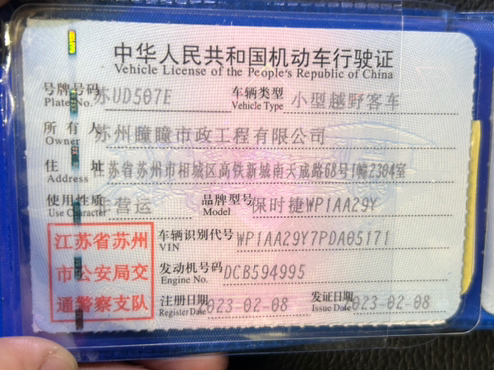 中华人民共和国机动车行驶证
Vehicle License of the People's Republic of China
号牌号码 苏UD507E 车辆类型 小型越野客车
Plate No. Vehicle Type
所有人 苏州瞳瞳市政工程有限公司
Owner
住址 江苏省苏州市相城区高铁新城南天成路68号1幢2304室
Address
使用性质 非营运 品牌型号 保时捷WP1AA29Y
Use Character Model
江苏省苏州 车辆识别代号 WP1AA29Y7PDA05171
VIN
市公安局交 发动机号码 DCB594995
Engine No.
通警察支队 注册日期 2023-02-08 发证日期 2023-02-08
Register Date Issue Date